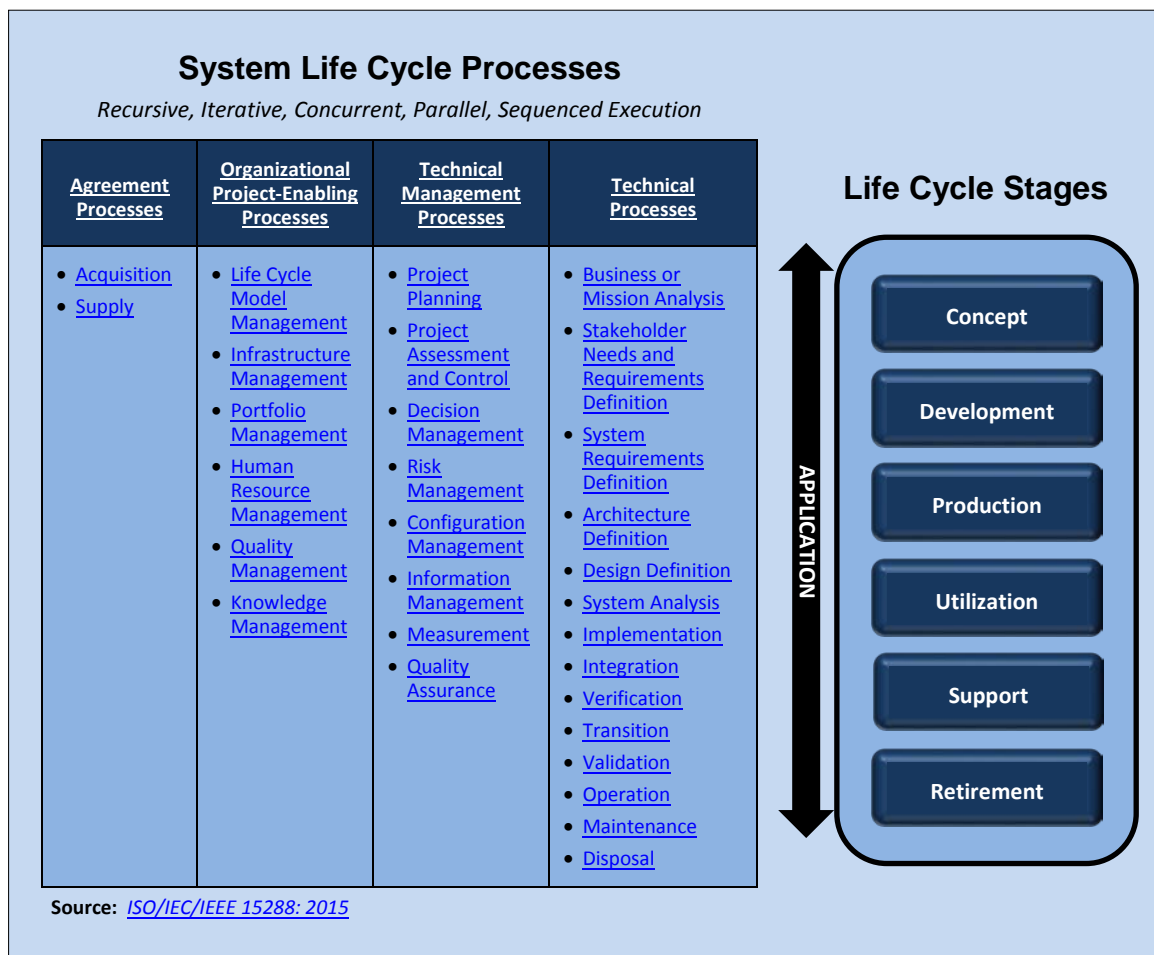 System Life Cycle Processes
Recursive, Iterative, Concurrent, Parallel, Sequenced Execution
Agreement
Processes
Organizational
Project-Enabling
Processes
Technical
Management
Processes
Technical
Processes
• Acquisition
• Supply
• Life Cycle
Model
Management
• Infrastructure
Management
• Portfolio
Management
• Human
Resource
Management
• Quality
Management
• Knowledge
Management
• Project
Planning
• Project
Assessment
and Control
• Decision
Management
• Risk
Management
• Configuration
Management
• Information
Management
• Measurement
• Quality
Assurance
• Business or
Mission Analysis
• Stakeholder
Needs and
Requirements
Definition
• System
Requirements
Definition
• Architecture
Definition
• Design Definition
• System Analysis
• Implementation
• Integration
• Verification
• Transition
• Validation
• Operation
• Maintenance
• Disposal
Source: ISO/IEC/IEEE 15288: 2015
Life Cycle Stages
APPLICATION
Concept
Development
Production
Utilization
Support
Retirement